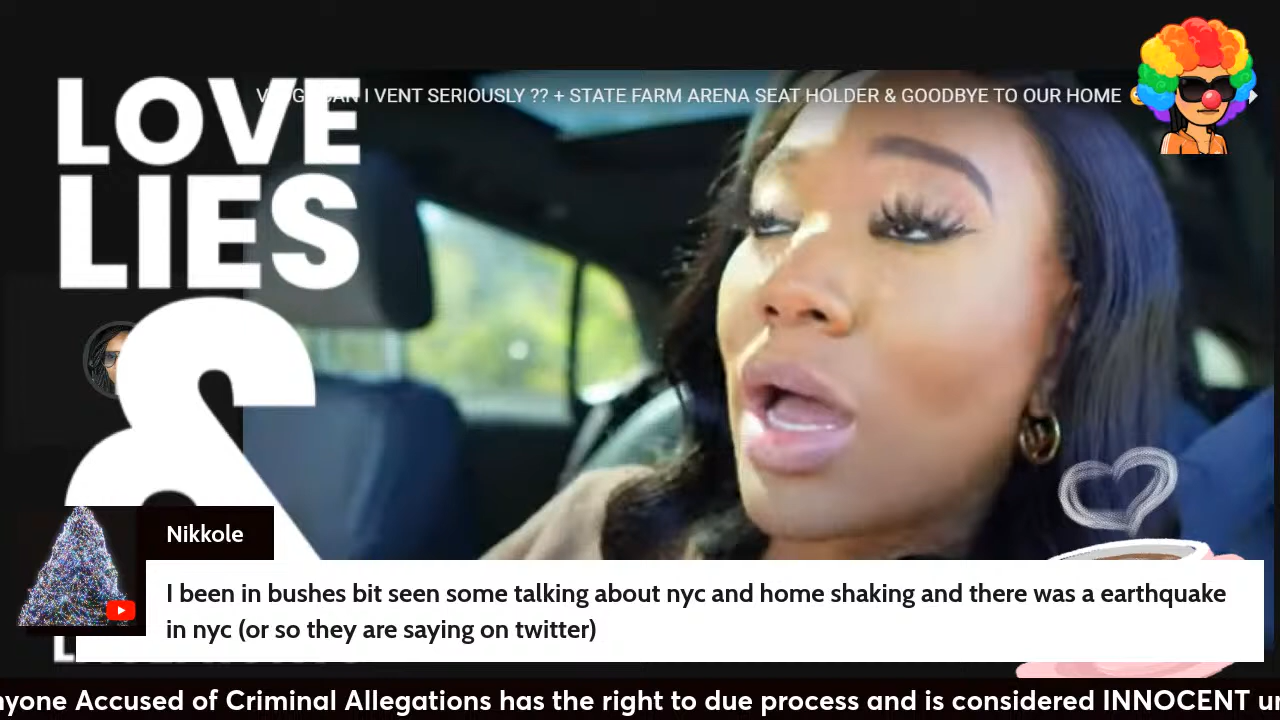 LOVE
LIES
&
I VENT SERIOUSLY ?? + STATE FARM ARENA SEAT HOLDER & GOODBYE TO OUR HOME
Nikkole
I been in bushes bit seen some talking about nyc and home shaking and there was a earthquake
in nyc (or so they are saying on twitter)
Accused of Criminal Allegations has the right to due process and is considered INNOCENT